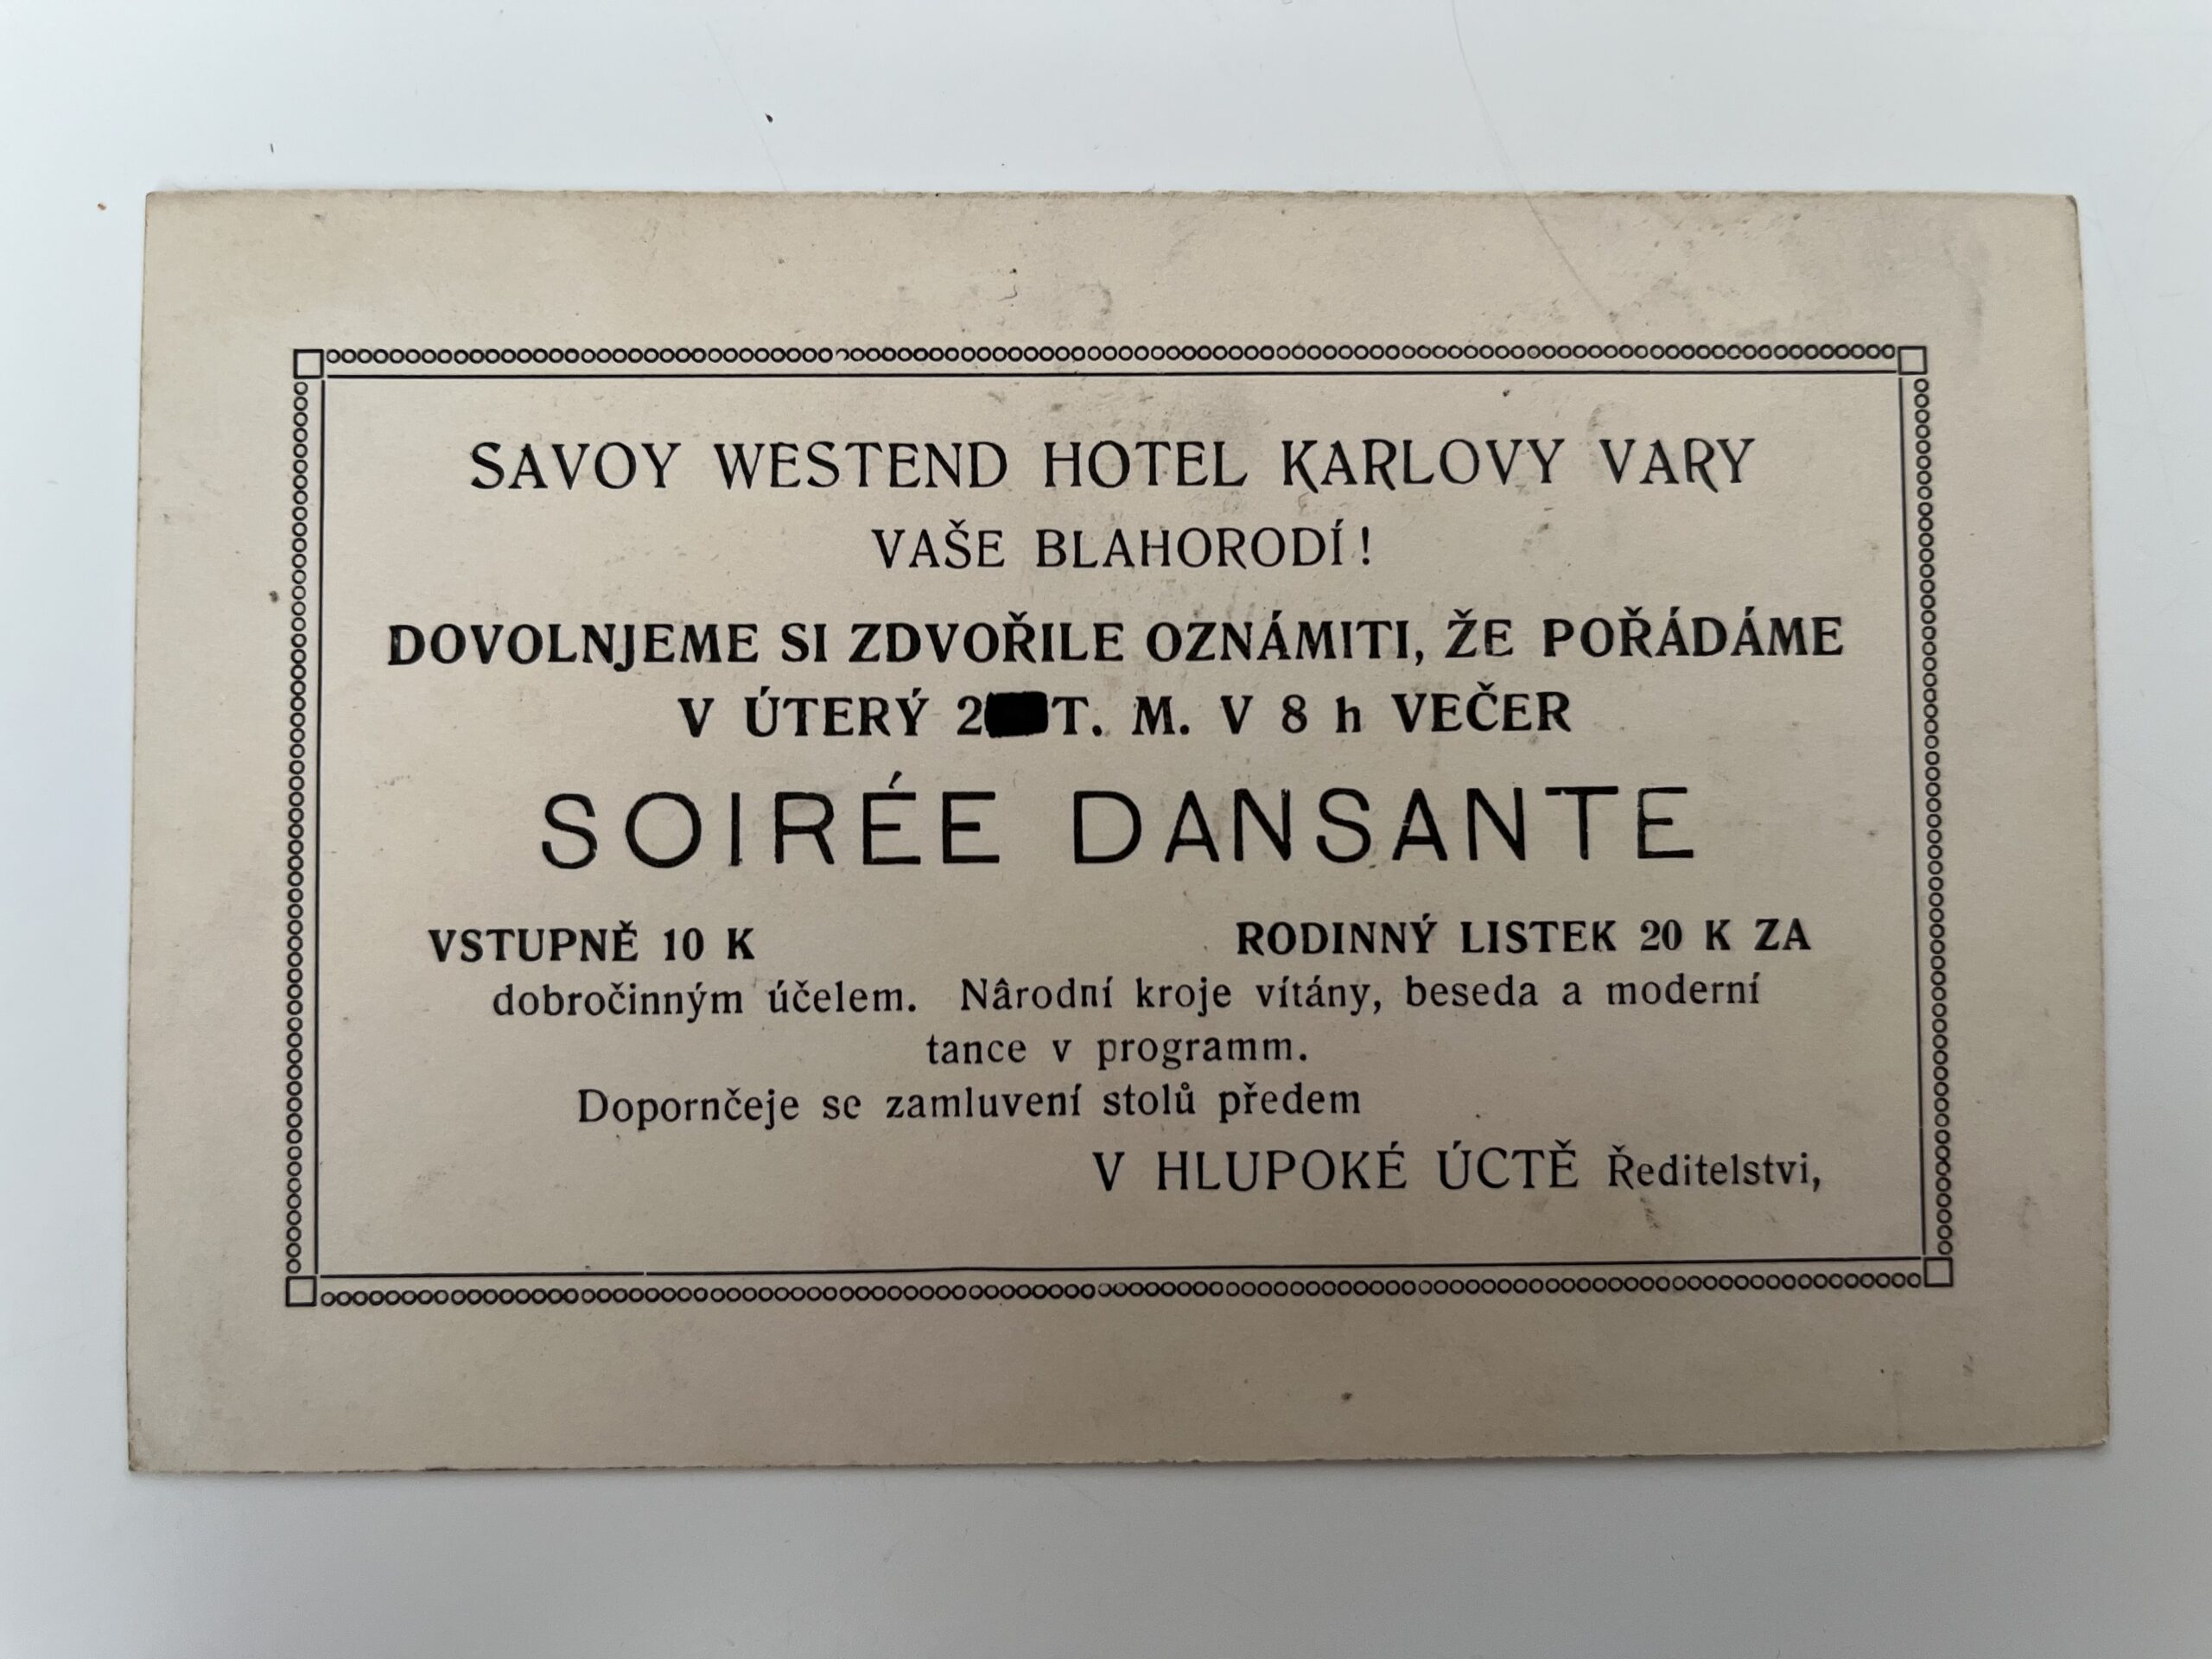 SAVOY WESTEND HOTEL KARLOVY VARY
VAŠE BLAHORODÍ!
DOVOLNJEME SI ZDVOŘILE OZNÁMITI, ŽE POŘÁDÁME
V ÚTERÝ 2 T. M. V 8 h VEČER
SOIRÉE DANSANTE
VSTUPNĚ 10 K RODINNÝ LISTEK 20 K ZA
dobročinným účelem. Nârodní kroje vítány, beseda a moderní
tance v programm.
Dopornčeje se zamluvení stolů předem
V HLUPOKÉ ÚCTĚ Ředitelstvi,